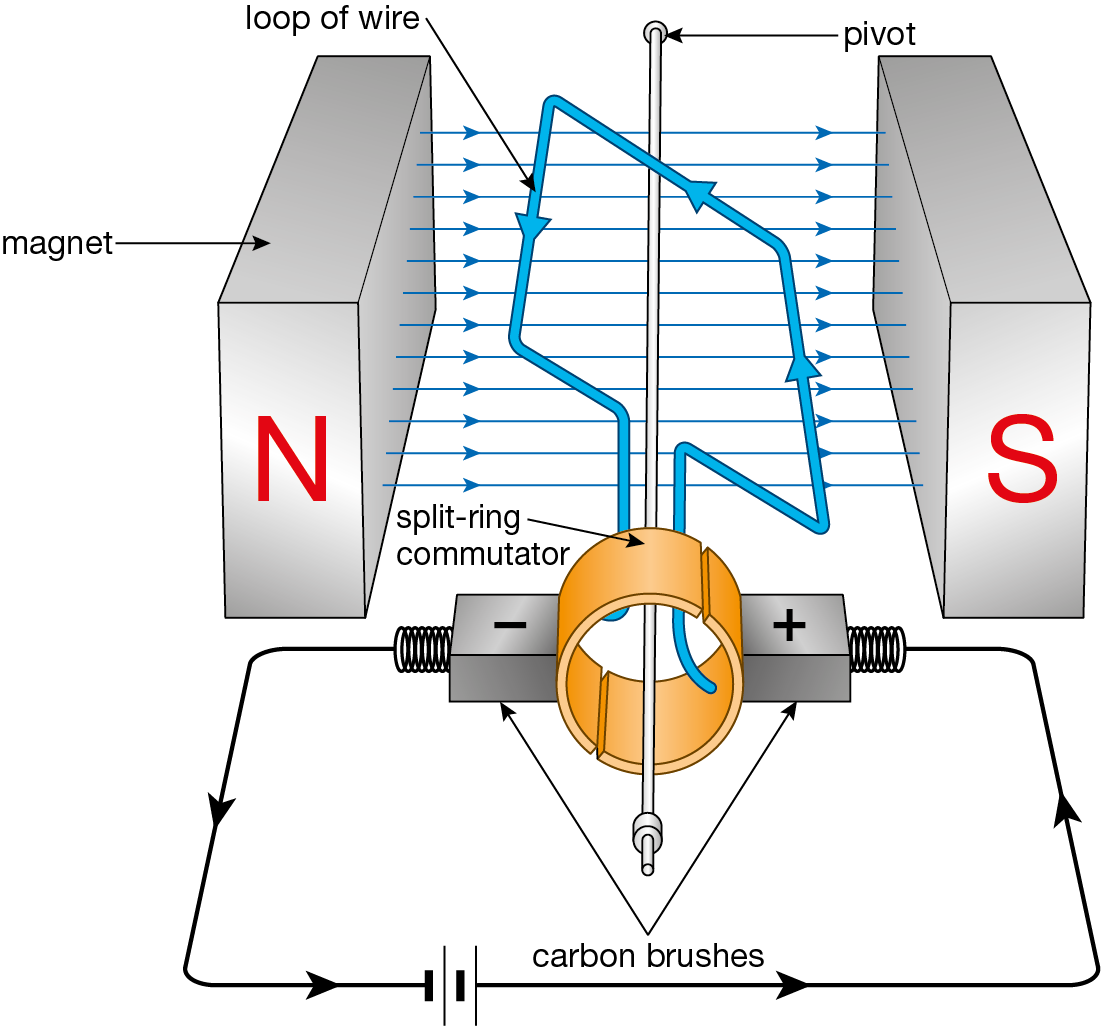 loop of wire
pivot
magnet
N
S
split-ring
commutator
−
+
carbon brushes